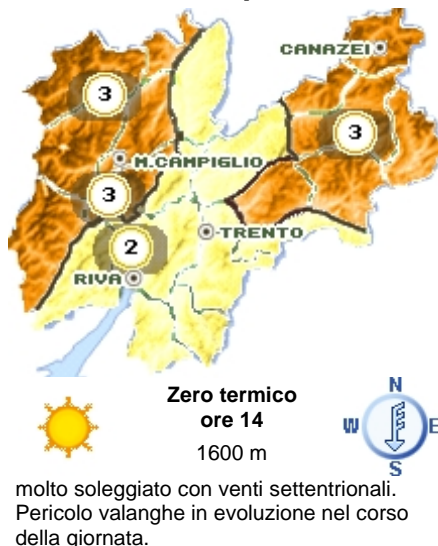 CANAZEI
3
3
M.CAMPIGLIO
3
2
TRENTO
RIVA
Zero termico
ore 14
1600 m
N
W E
S
molto soleggiato con venti settentrionali.
Pericolo valanghe in evoluzione nel corso
della giornata.